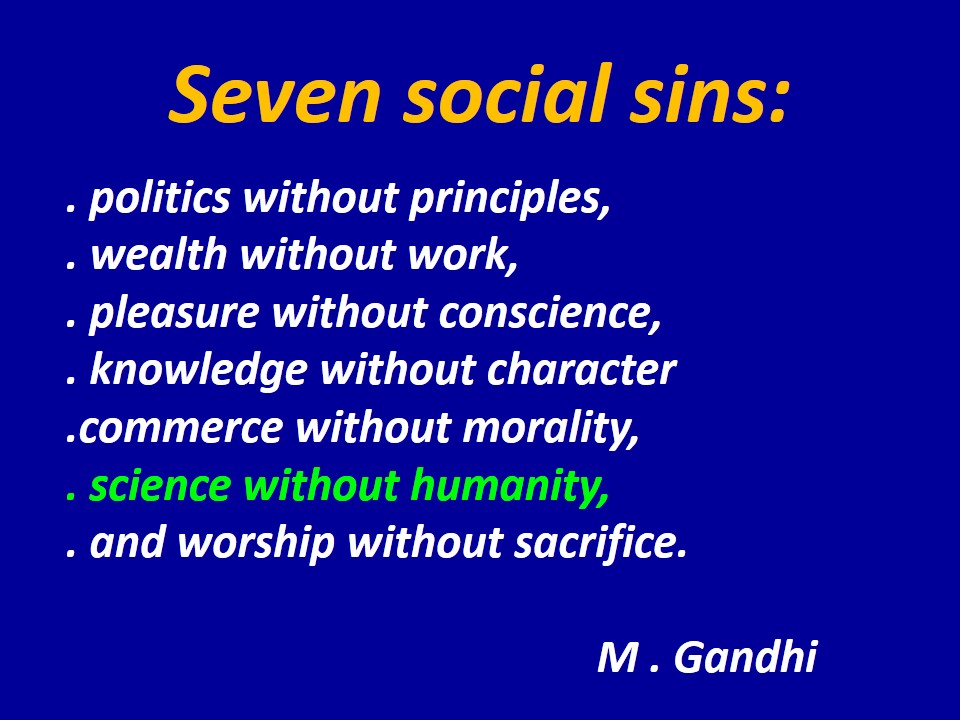 Seven social sins:
. politics without principles,
. wealth without work,
. pleasure without conscience,
. knowledge without character
.commerce without morality,
. science without humanity,
. and worship without sacrifice.
M . Gandhi